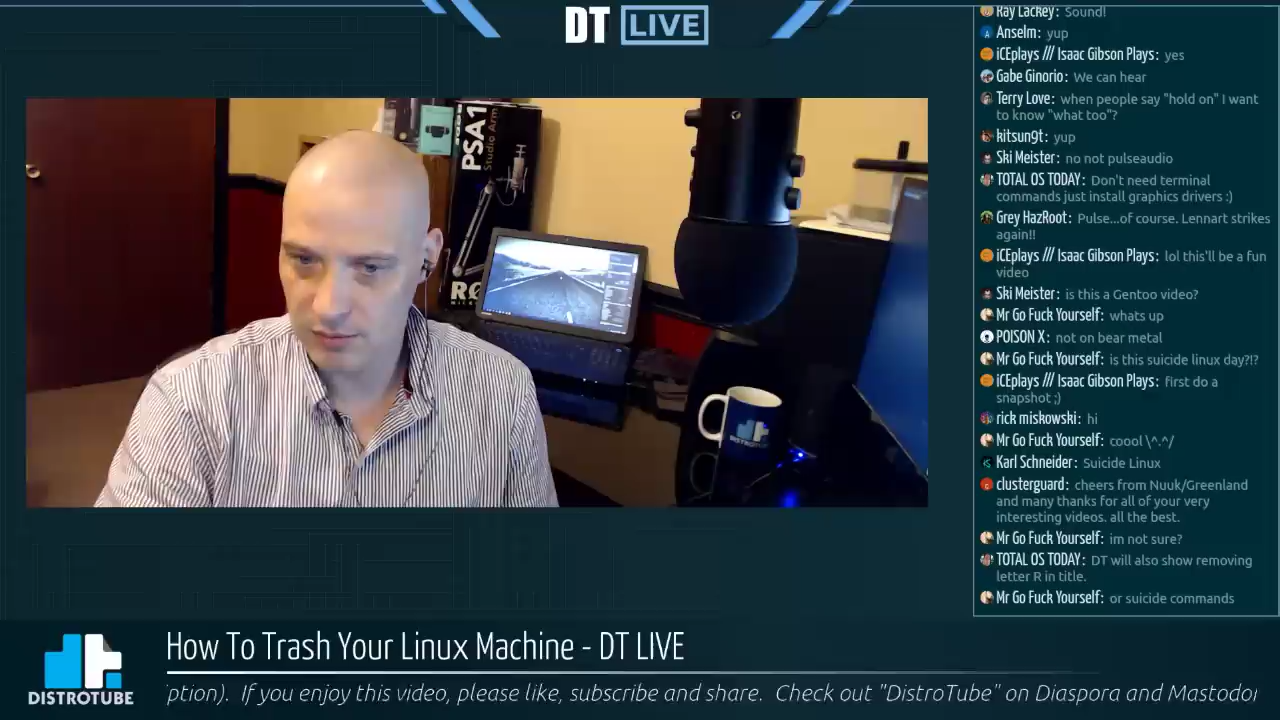 DT LIVE
Ray Lackey: Sound!
Anselm: yup
iCEplays /// Isaac Gibson Plays: yes
Gabe Ginorio: We can hear
Terry Love: when people say "hold on" I want
to know "what too"?
kitsun9t: yup
Ski Meister: no not pulseaudio
TOTAL OS TODAY: Don't need terminal
commands just install graphics drivers :)
Grey HazRoot: Pulse...of course. Lennart strikes
again!!
iCEplays /// Isaac Gibson Plays: lol this'll be a fun
video
Ski Meister: is this a Gentoo video?
Mr Go Fuck Yourself: whats up
POISON X: not on bear metal
Mr Go Fuck Yourself: is this suicide linux day?!?
iCEplays /// Isaac Gibson Plays: first do a
snapshot ;)
rick miskowski: hi
Mr Go Fuck Yourself: coool \^.^/
Karl Schneider: Suicide Linux
clusterguard: cheers from Nuuk/Greenland
and many thanks for all of your very
interesting videos. all the best.
Mr Go Fuck Yourself: im not sure?
TOTAL OS TODAY: DT will also show removing
letter R in title.
Mr Go Fuck Yourself: or suicide commands
PSA1
Studio Arm
DISTROTUBE
How To Trash Your Linux Machine - DT LIVE
DISTROTUBE
ption). If you enjoy this video, please like, subscribe and share. Check out "DistroTube" on Diaspora and Mastodo